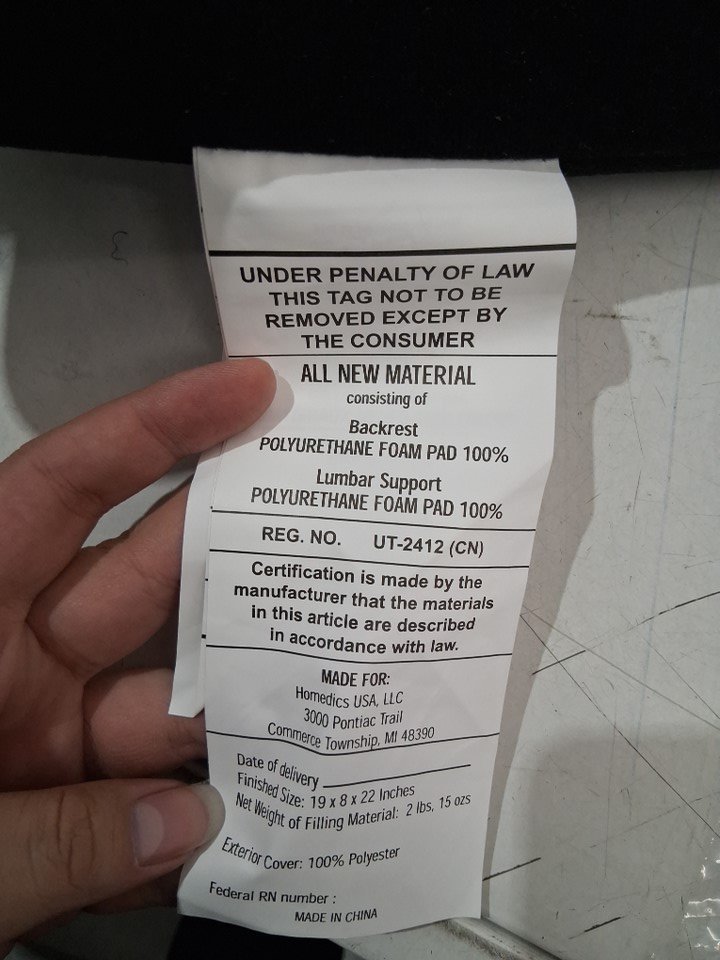 UNDER PENALTY OF LAW
THIS TAG NOT TO BE
REMOVED EXCEPT BY
THE CONSUMER
ALL NEW MATERIAL
consisting of
Backrest
POLYURETHANE FOAM PAD 100%
Lumbar Support
POLYURETHANE FOAM PAD 100%
REG. NO. UT-2412 (CN)
Certification is made by the
manufacturer that the materials
in this article are described
in accordance with law.
MADE FOR:
Homedics USA, LLC
3000 Pontiac Trail
Commerce Township, MI 48390
Date of delivery
Finished Size: 19 x 8 x 22 Inches
Net Weight of Filling Material: 2 lbs, 15 ozs
Exterior Cover: 100% Polyester
Federal RN number :
MADE IN CHINA